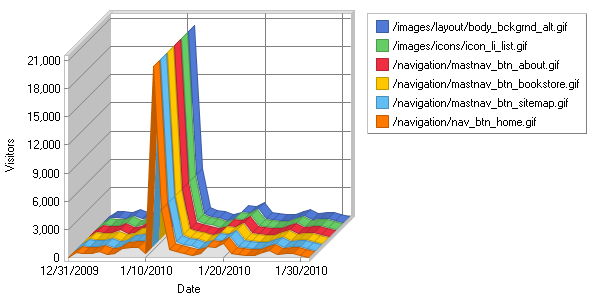 /images/layout/body_bckgrnd_alt.gif
/images/icons/icon_li_list.gif
/navigation/mastnav_btn_about.gif
/navigation/mastnav_btn_bookstore.gif
/navigation/mastnav_btn_sitemap.gif
/navigation/nav_btn_home.gif
21,000
18,000
15,000
12,000
9,000
6,000
3,000
0
Visitors
12/31/2009 1/10/2010 1/20/2010 1/30/2010
Date